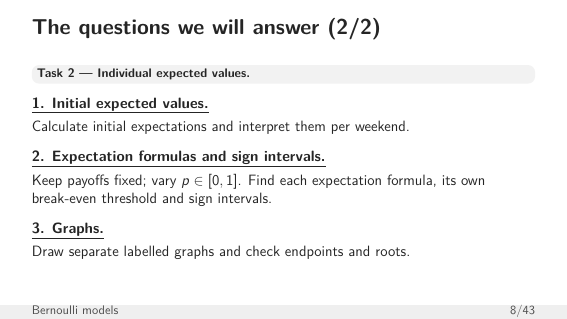 The questions we will answer (2/2)
Task 2 — Individual expected values.
1. Initial expected values.
Calculate initial expectations and interpret them per weekend.
2. Expectation formulas and sign intervals.
Keep payoffs fixed; vary p ∈ [0, 1]. Find each expectation formula, its own
break-even threshold and sign intervals.
3. Graphs.
Draw separate labelled graphs and check endpoints and roots.
Bernoulli models
8/43